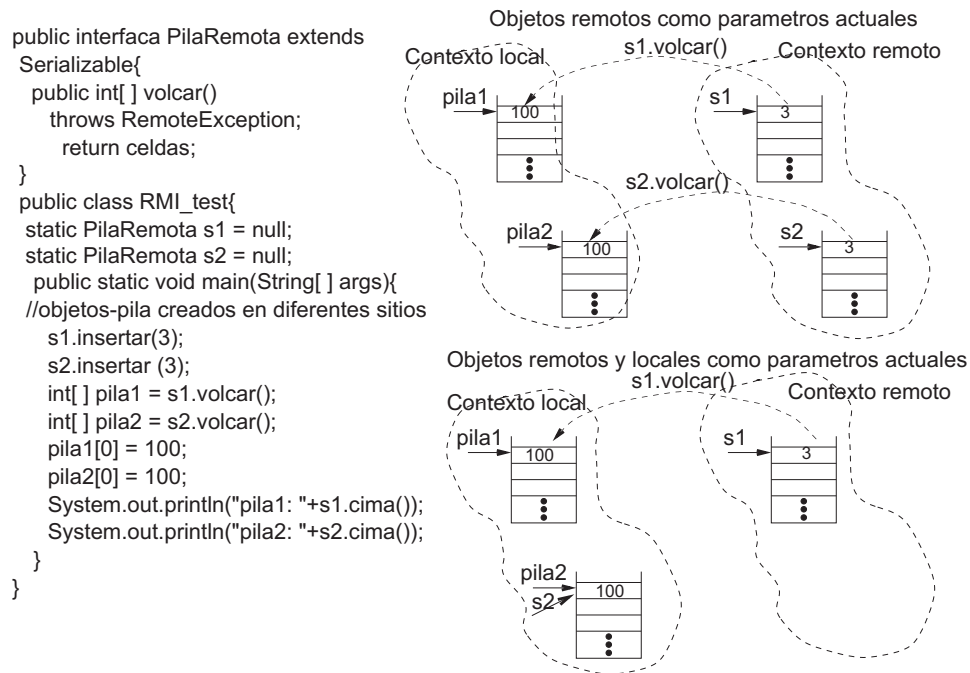 public interfaca PilaRemota extends
Serializable{
public int[ ] volcar()
throws RemoteException;
return celdas;
}
public class RMI_test{
static PilaRemota s1 = null;
static PilaRemota s2 = null;
public static void main(String[ ] args){
//objetos-pila creados en diferentes sitios
s1.insertar(3);
s2.insertar (3);
int[ ] pila1 = s1.volcar();
int[ ] pila2 = s2.volcar();
pila1[0] = 100;
pila2[0] = 100;
System.out.println("pila1: "+s1.cima());
System.out.println("pila2: "+s2.cima());
}
}
Objetos remotos como parametros actuales
s1.volcar()
Contexto local
Contexto remoto
pila1
100
s1
3
s2.volcar()
pila2
100
s2
3
Objetos remotos y locales como parametros actuales
s1.volcar()
Contexto local
Contexto remoto
pila1
100
s1
3
pila2
100
s2